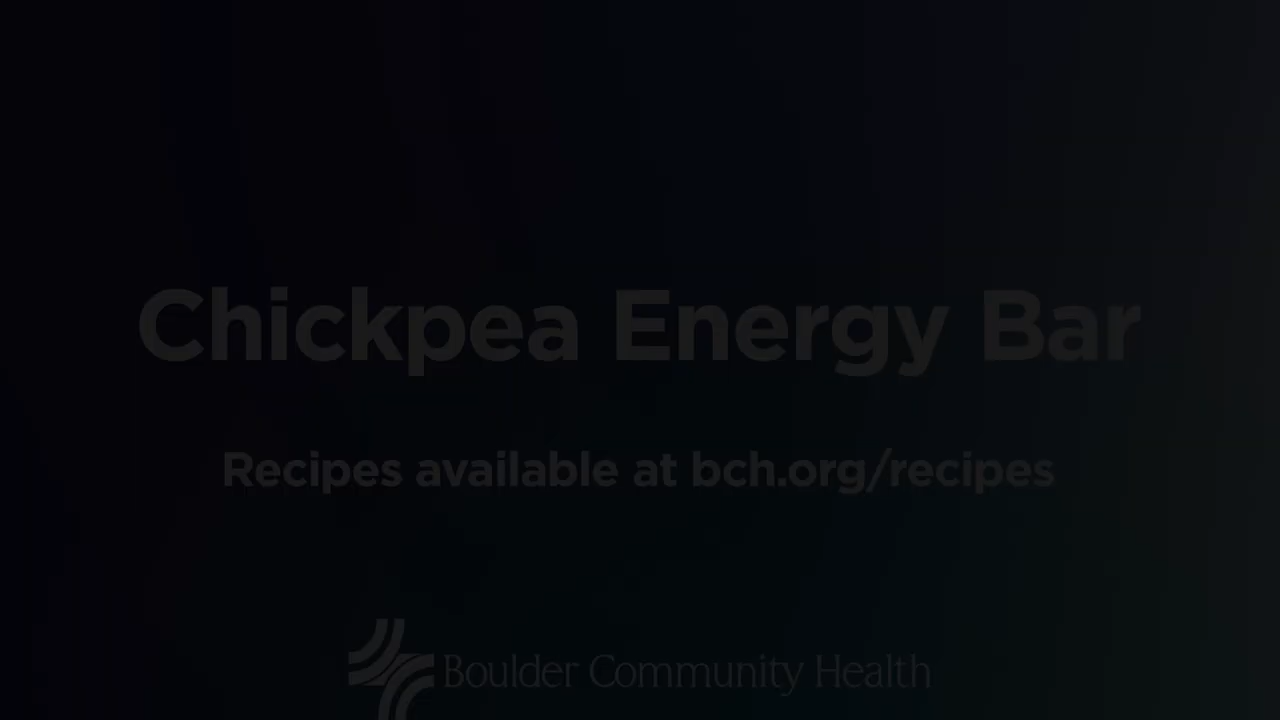 Chickpea Energy Bar
Recipes available at bch.org/recipes
Boulder Community Health